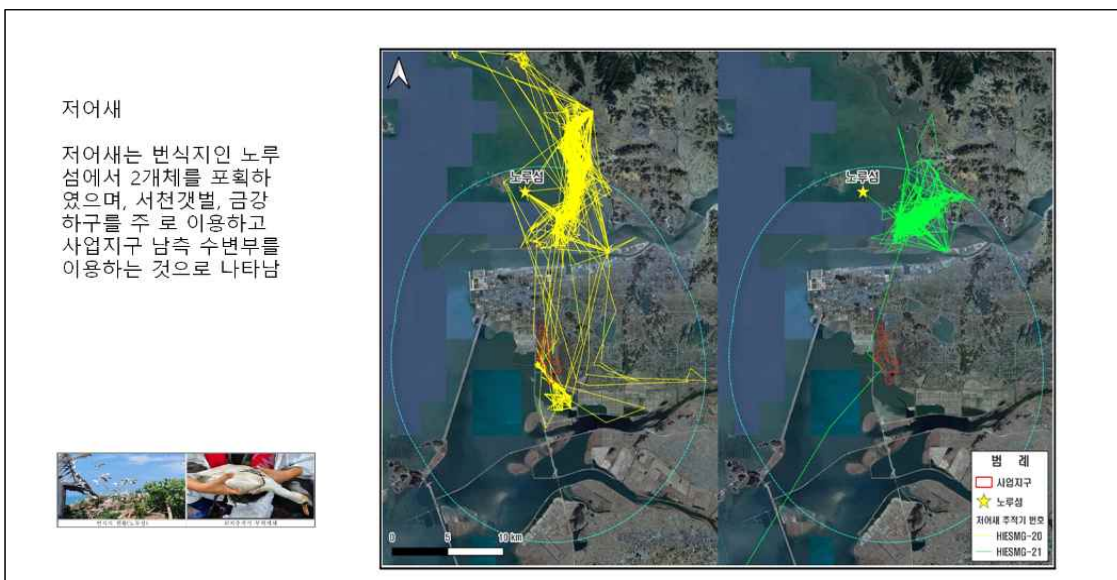 저어새
저어새는 번식지인 노루
섬에서 2개체를 포획하
였으며, 서천갯벌, 금강
하구를 주 로 이용하고
사업지구 남측 수변부를
이용하는 것으로 나타남
노루섬
노루섬
0 5 10 km
범 례
사업지구
노루섬
저어새 추적기 번호
HIESMG-20
HIESMG-21